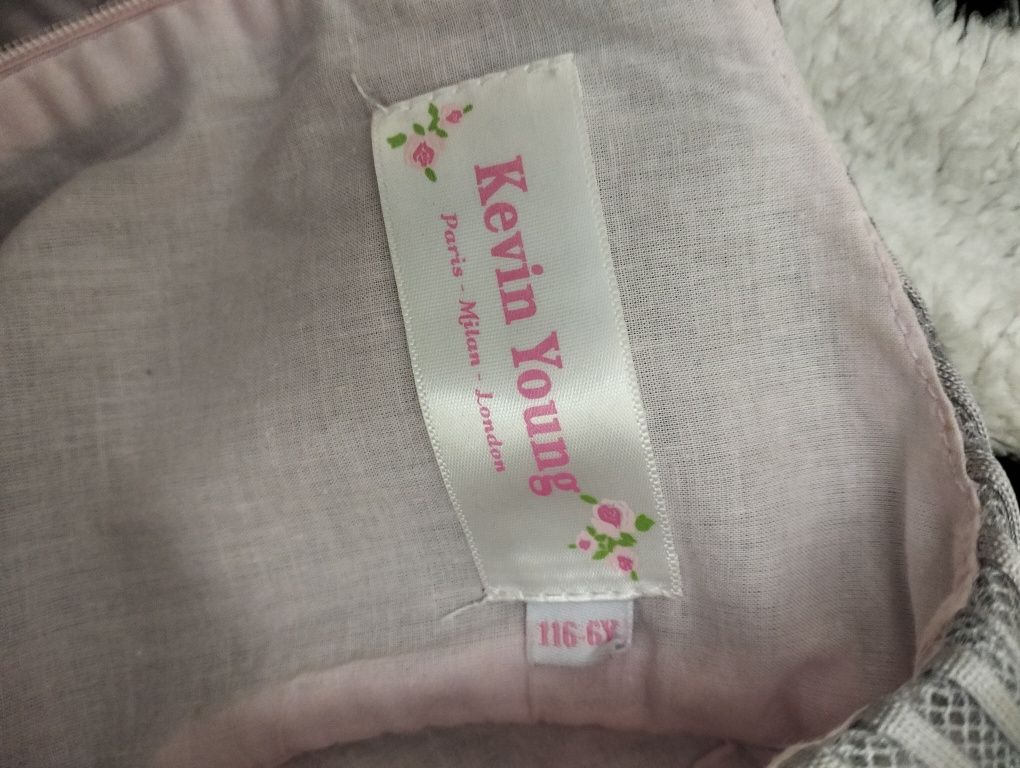 Kevin Young
Paris - Milan - London
116-6Y